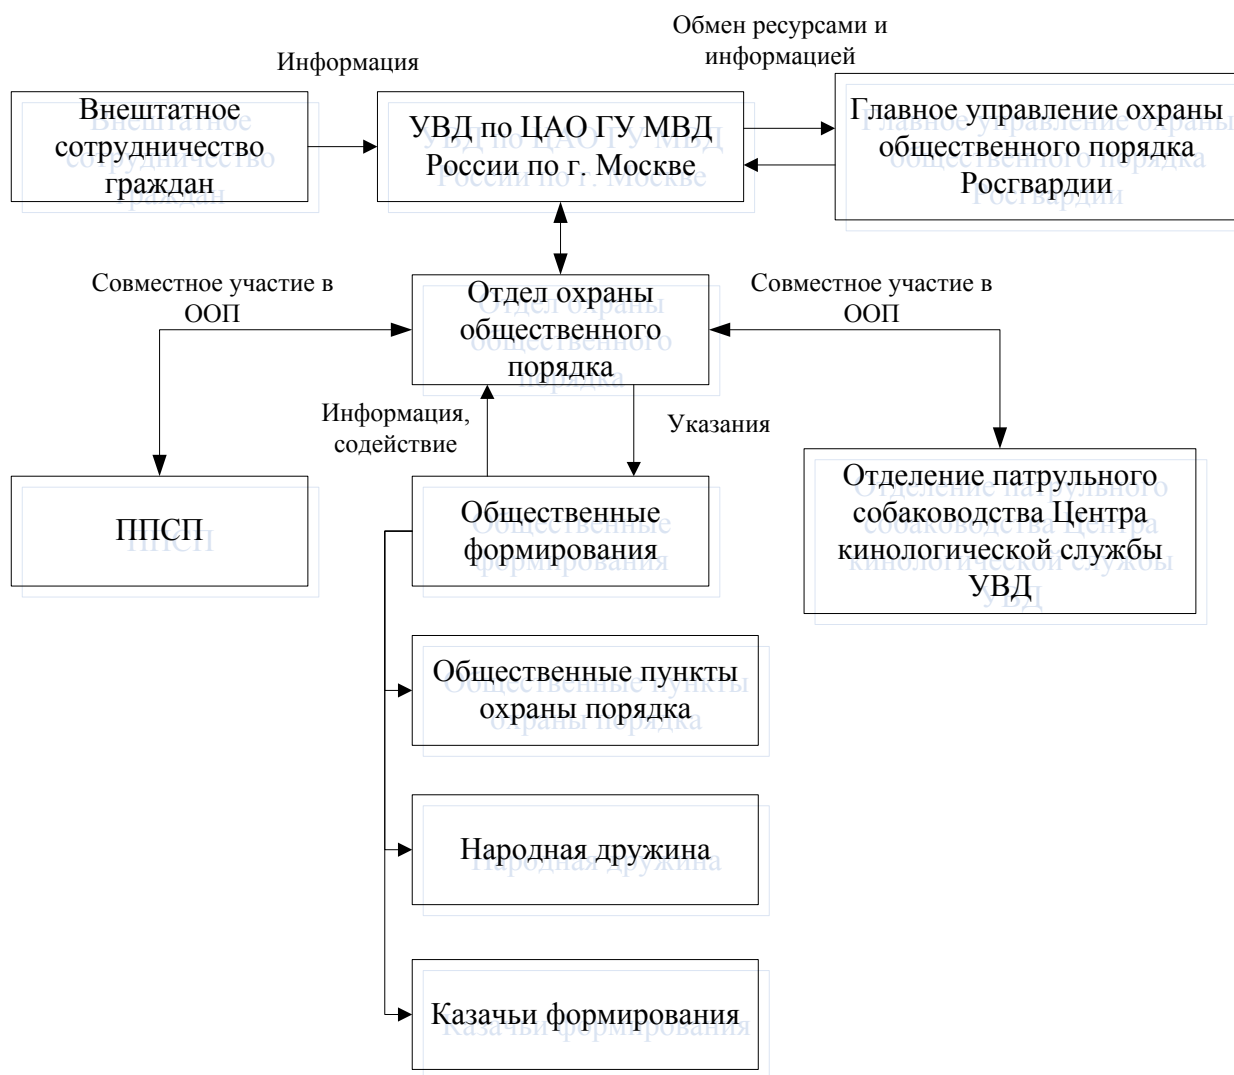 Обмен ресурсами и
информацией
Информация
Внештатное
сотрудничество
граждан
УВД по ЦАО ГУ МВД
России по г. Москве
Главное управление охраны
общественного порядка
Росгвардии
Совместное участие в
ООП
Отдел охраны
общественного
порядка
Совместное участие в
ООП
Информация,
содействие
Указания
ППСП
Общественные
формирования
Отделение патрульного
собаководства Центра
кинологической службы
УВД
Общественные пункты
охраны порядка
Народная дружина
Казачьи формирования